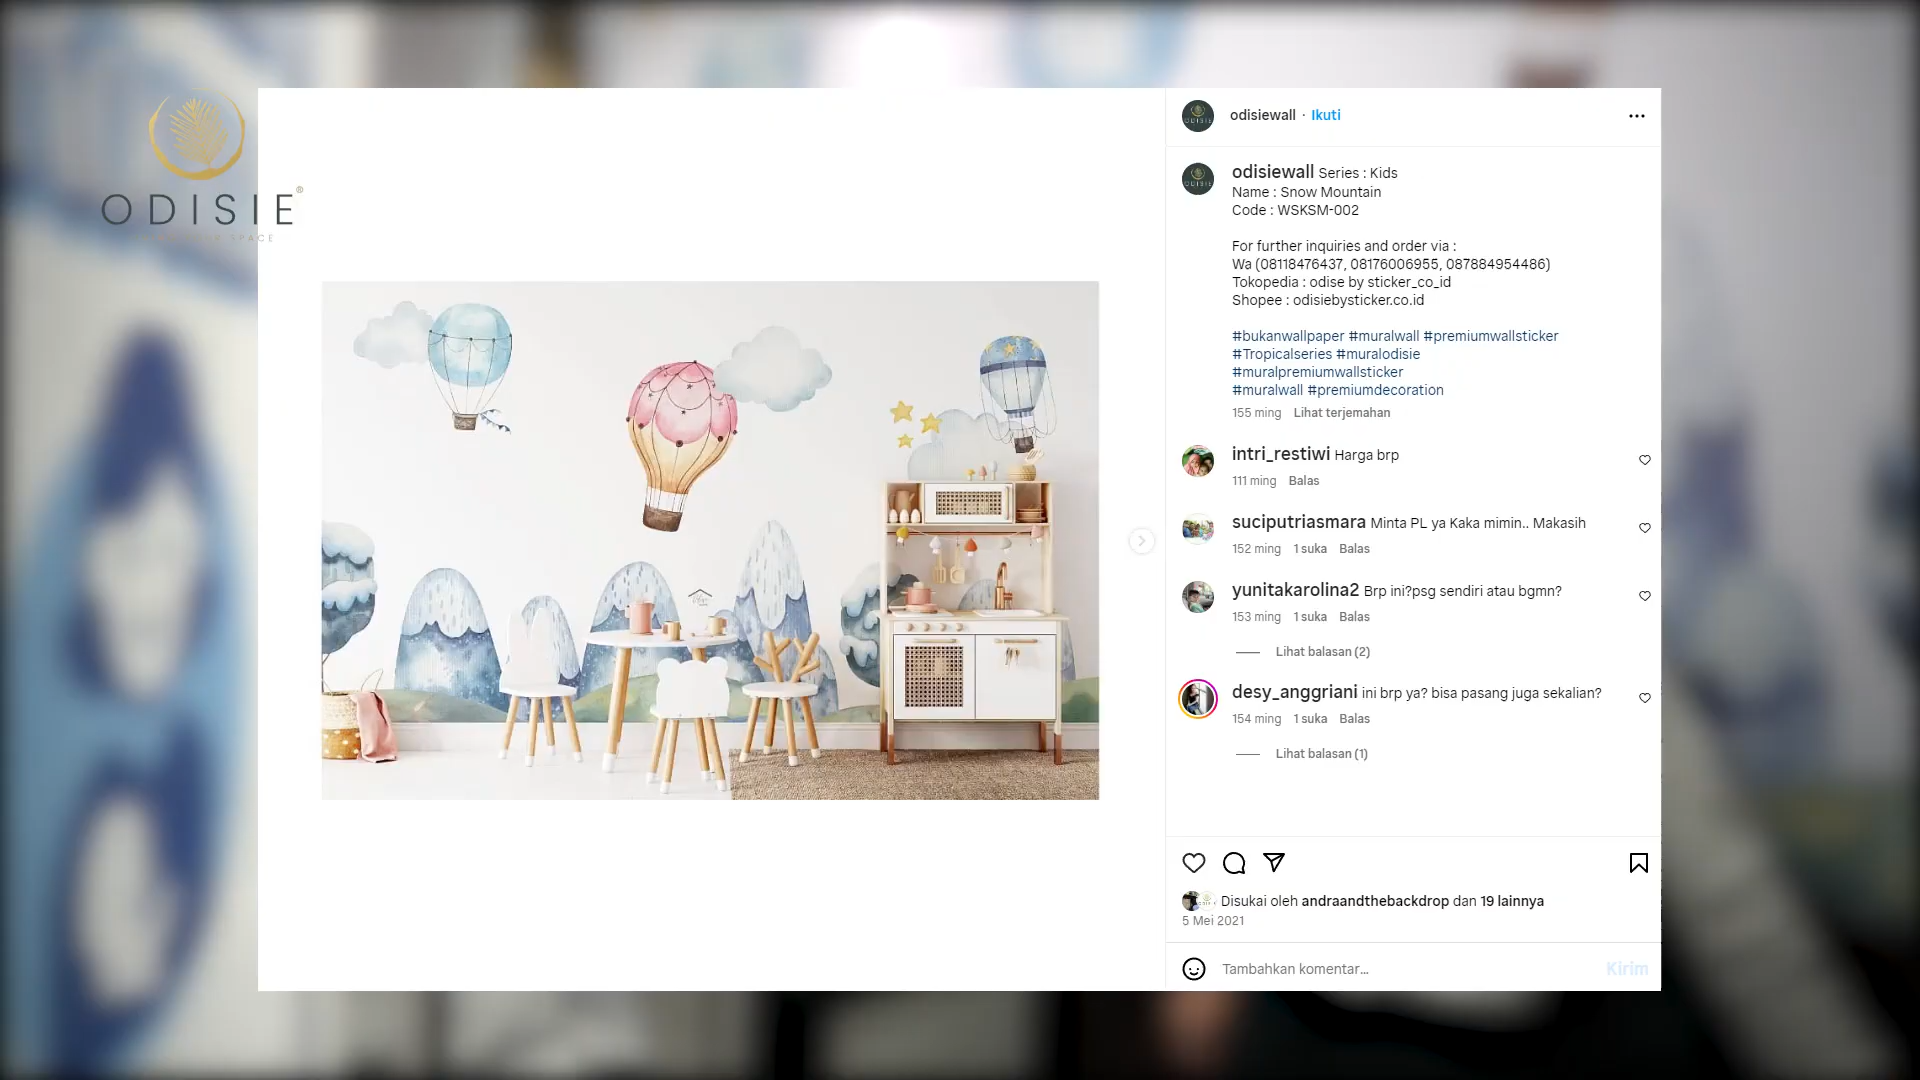 ODISIE®
SPACE
odisiewall · Ikuti
odisiewall Series : Kids
Name : Snow Mountain
Code : WSKSM-002
For further inquiries and order via :
Wa (08118476437, 08176006955, 087884954486)
Tokopedia : odise by sticker_co_id
Shopee : odisiebysticker.co.id
#bukanwallpaper #muralwall #premiumwallsticker
#Tropicalseries #muralodisie
#muralpremiumwallsticker
#muralwall #premiumdecoration
155 ming Lihat terjemahan
intri_restiwi Harga brp
111 ming Balas
suciputriasmara Minta PL ya Kaka mimin.. Makasih
152 ming 1 suka Balas
yunitakarolina2 Brp ini?psg sendiri atau bgmn?
153 ming 1 suka Balas
Lihat balasan (2)
desy_anggriani ini brp ya? bisa pasang juga sekalian?
154 ming 1 suka Balas
Lihat balasan (1)
Disukai oleh andraandthebackdrop dan 19 lainnya
5 Mei 2021
Tambahkan komentar...
Kirim